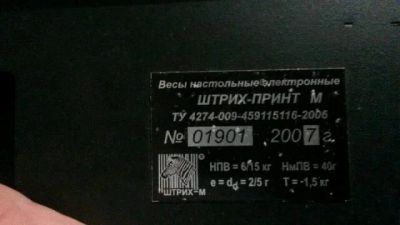 Весы настольные электронные
ШТРИХ-ПРИНТ М
ТУ 4274-009-459115116-2006
№ 01901 2007 г.
НПВ = 6/15 кг НмПВ = 40г
e = dd = 2/5 г Т = -1,5 кг
ШТРИХ-М